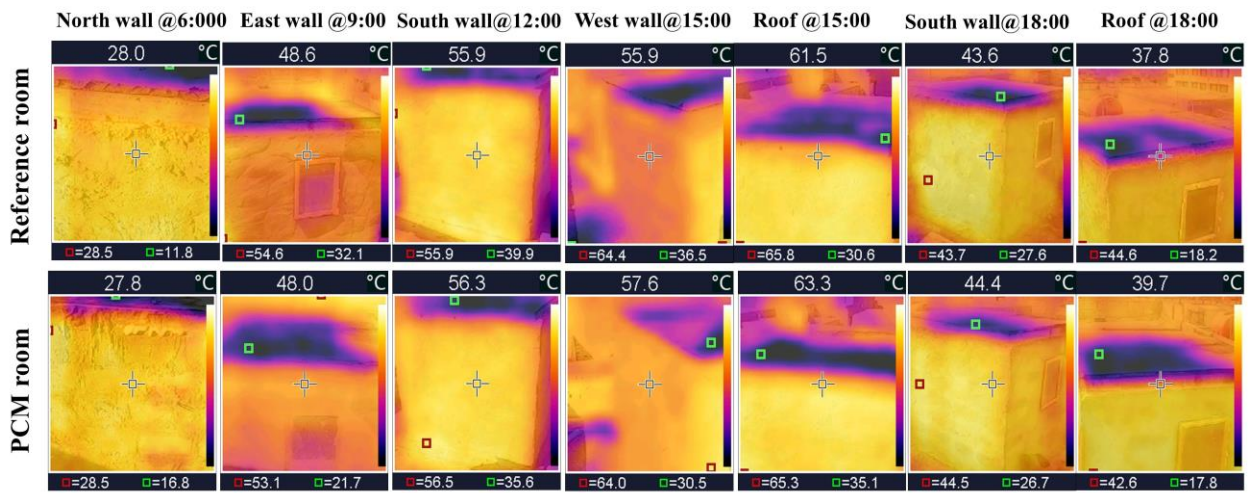 North wall @6:000 East wall @9:00 South wall@12:00 West wall@15:00 Roof @15:00 South wall@18:00 Roof @18:00
Reference room
28.0 °C 48.6 °C 55.9 °C 55.9 °C 61.5 °C 43.6 °C 37.8 °C
=28.5 =11.8 =54.6 =32.1 =55.9 =39.9 =64.4 =36.5 =65.8 =30.6 =43.7 =27.6 =44.6 =18.2
PCM room
27.8 °C 48.0 °C 56.3 °C 57.6 °C 63.3 °C 44.4 °C 39.7 °C
=28.5 =16.8 =53.1 =21.7 =56.5 =35.6 =64.0 =30.5 =65.3 =35.1 =44.5 =26.7 =42.6 =17.8